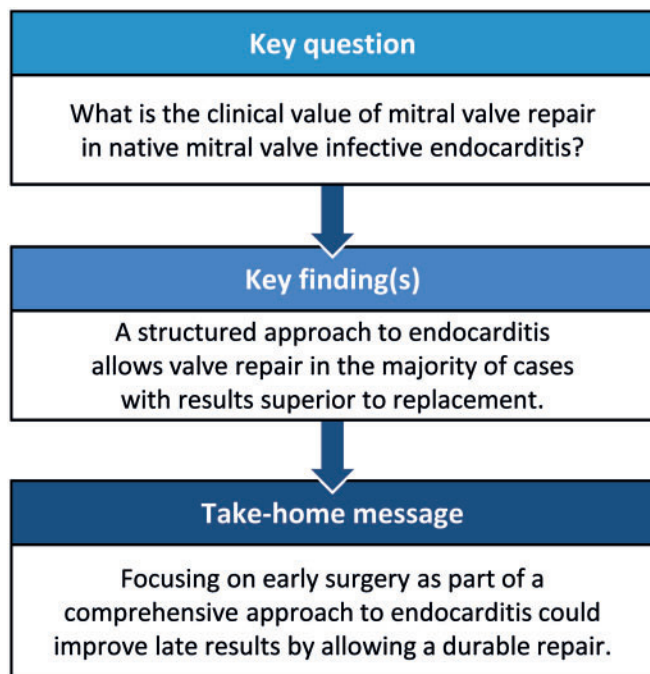 Key question
What is the clinical value of mitral valve repair
in native mitral valve infective endocarditis?
Key finding(s)
A structured approach to endocarditis
allows valve repair in the majority of cases
with results superior to replacement.
Take-home message
Focusing on early surgery as part of a
comprehensive approach to endocarditis could
improve late results by allowing a durable repair.